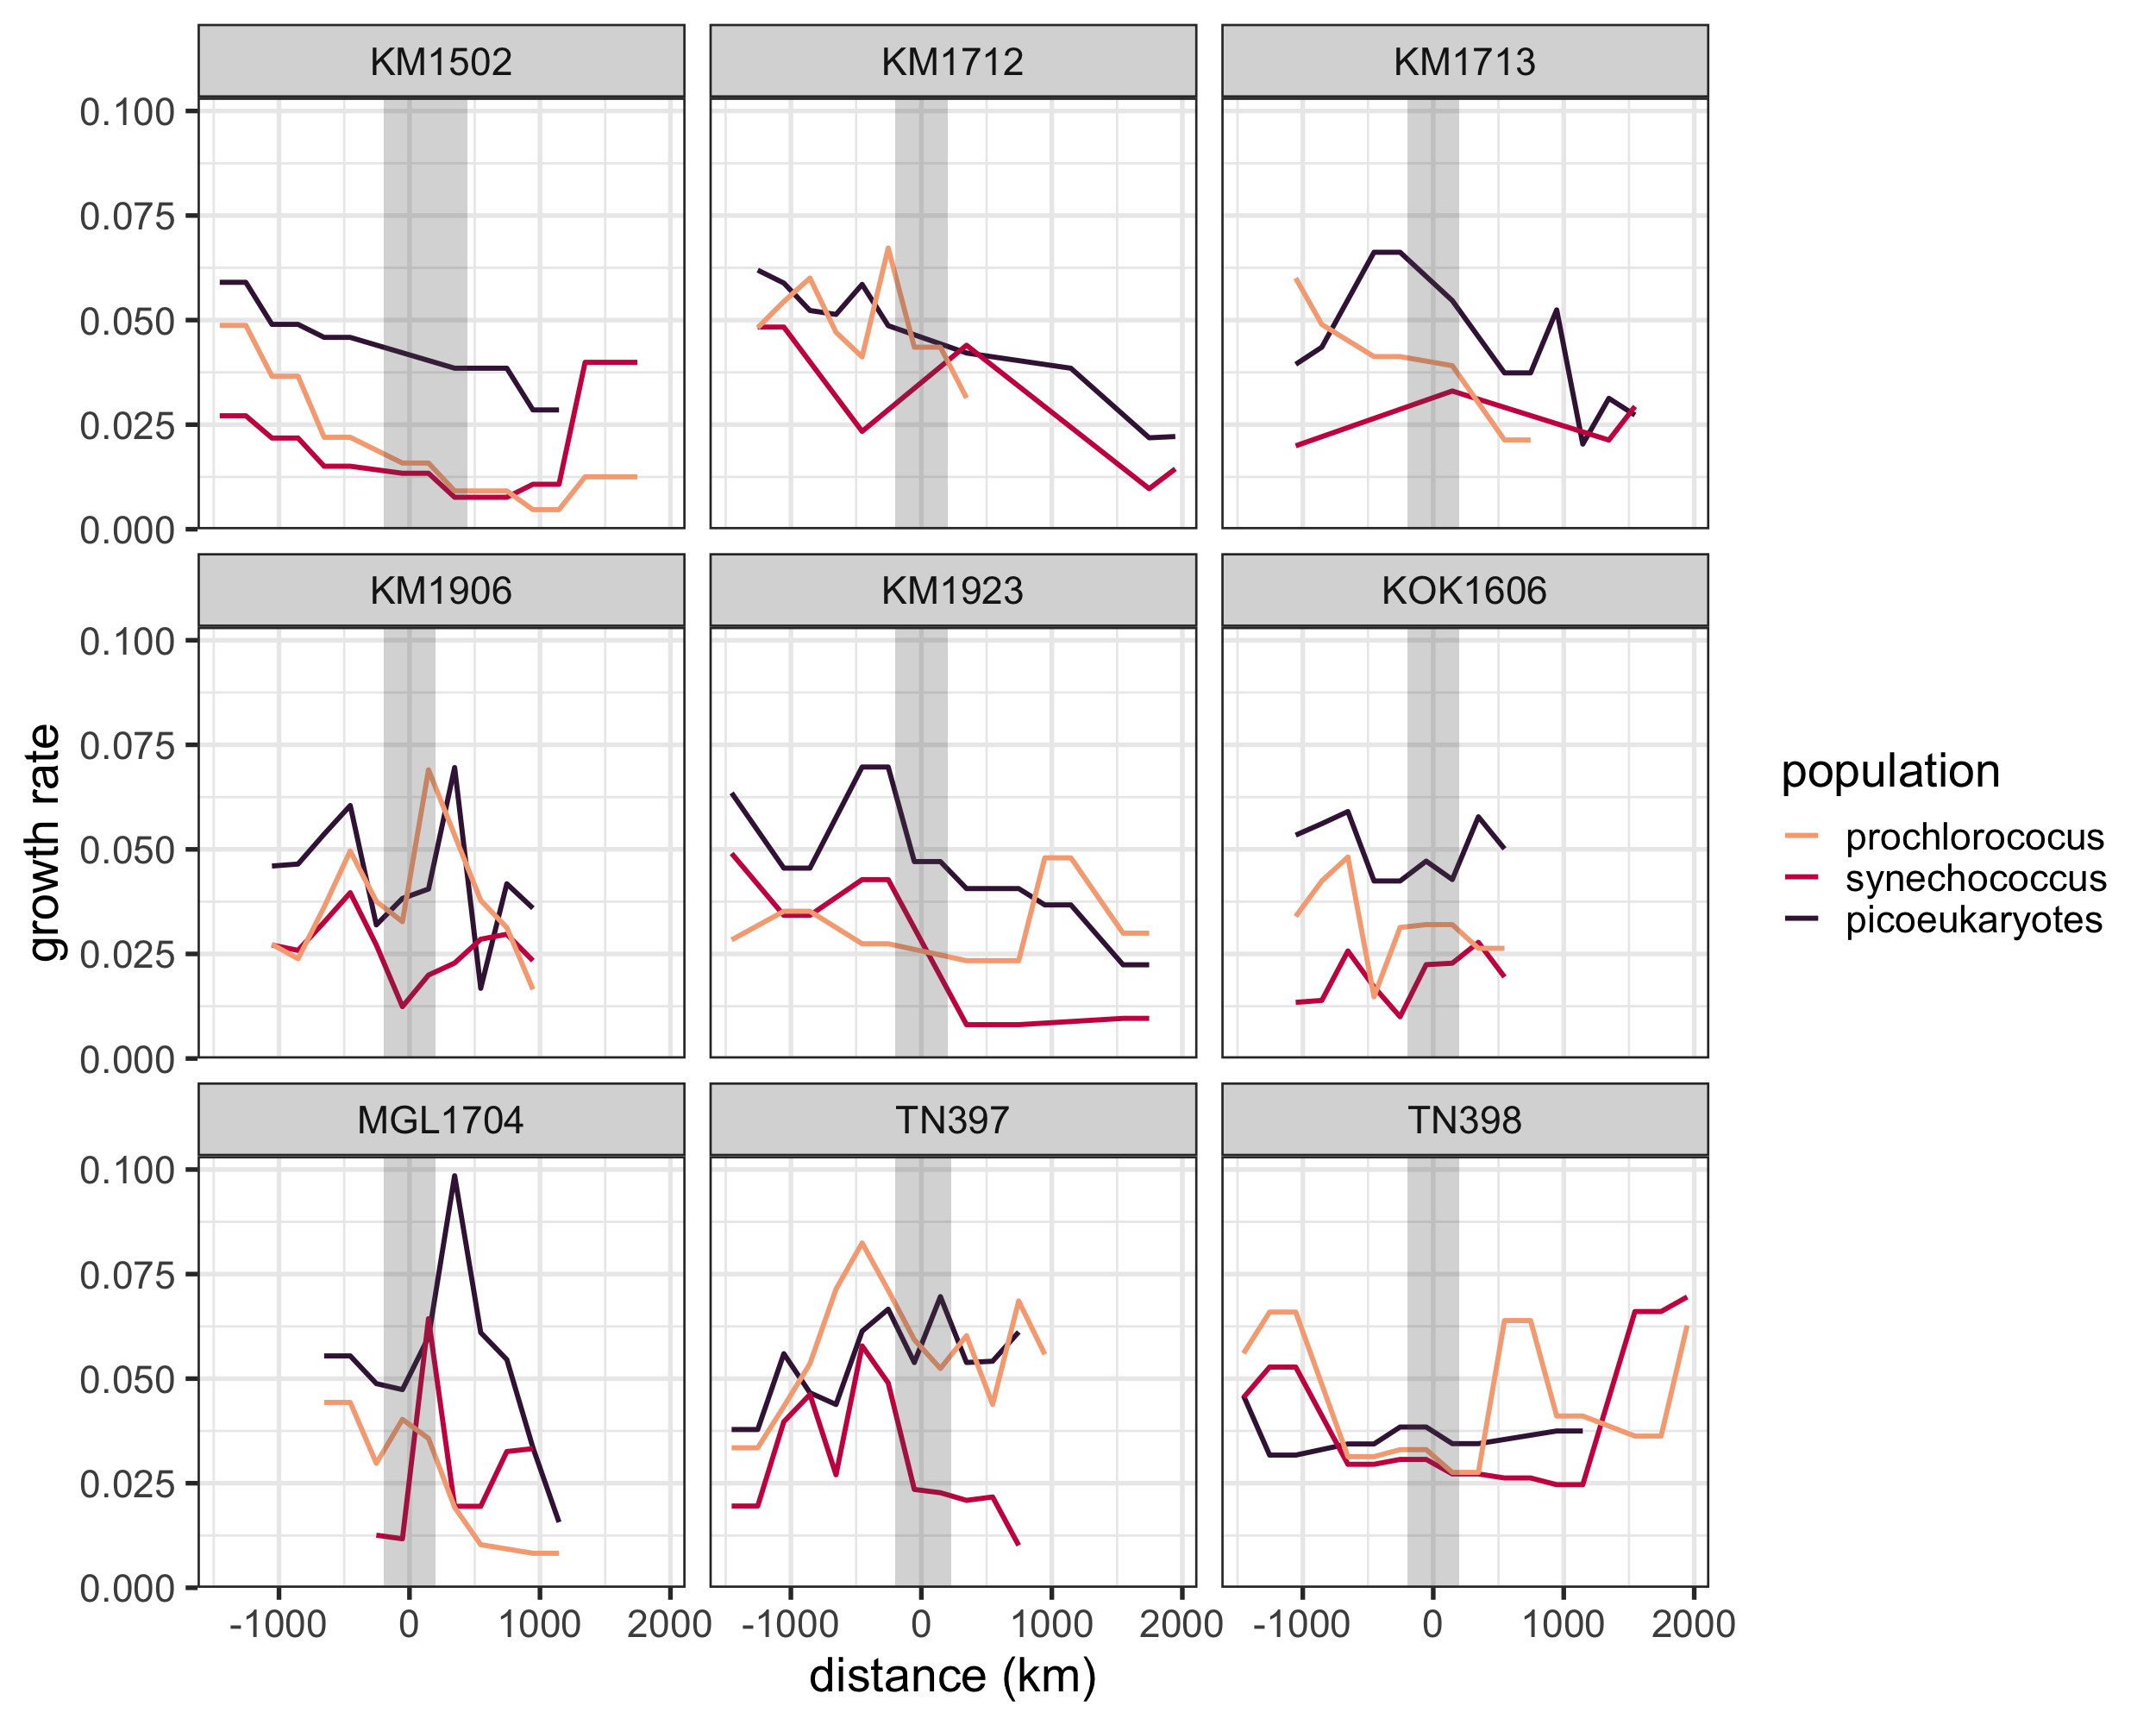 KM1502 KM1712 KM1713
0.100
0.075
0.050
0.025
0.000
KM1906 KM1923 KOK1606
0.100
0.075
0.050
0.025
0.000
MGL1704 TN397 TN398
0.100
0.075
0.050
0.025
0.000
-1000 0 1000 2000 -1000 0 1000 2000 -1000 0 1000 2000
distance (km)
growth rate
population
prochlorococus
synechococcus
picoeukaryotes